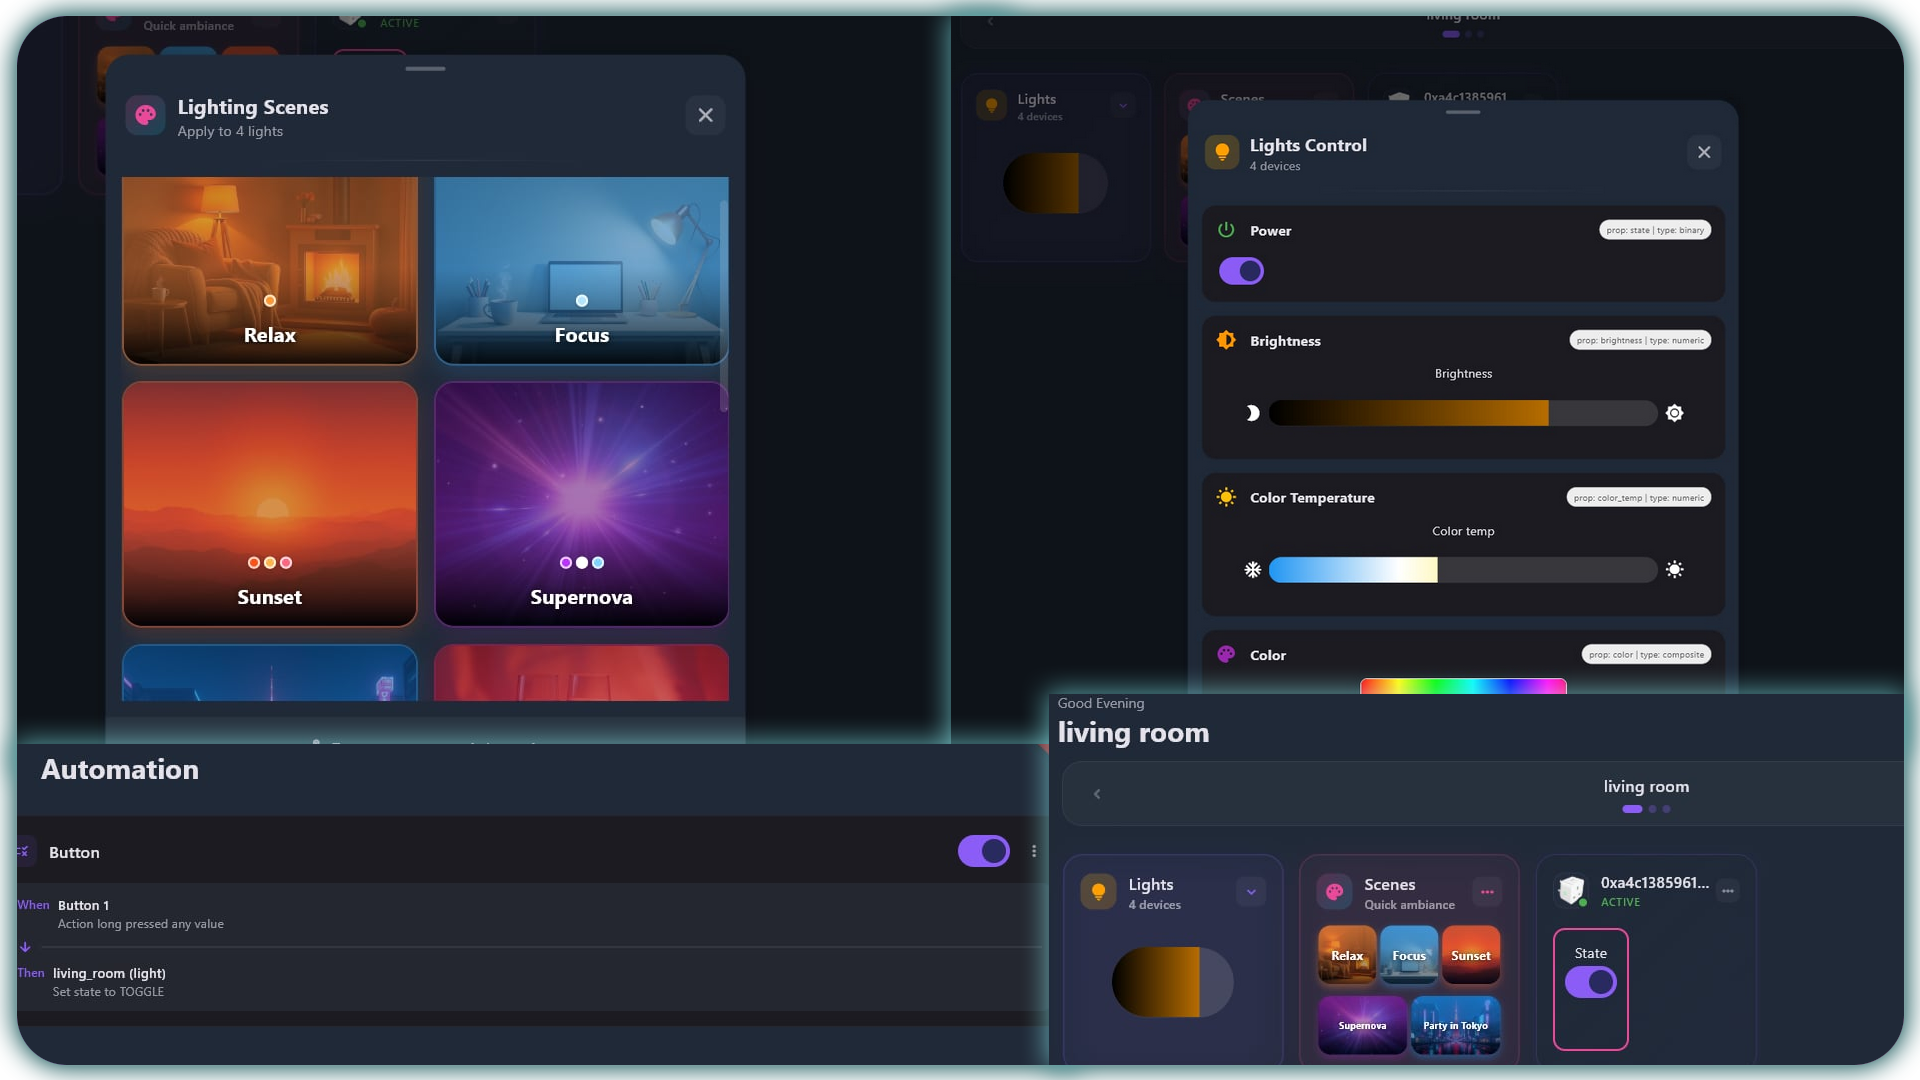 Quick ambiance
ACTIVE
Lighting Scenes
Apply to 4 lights
Relax
Focus
Sunset
Supernova
living room
Lights
4 devices
Scenes
0xa4c1385961
Lights Control
4 devices
Power
prop: state | type: binary
Brightness
prop: brightness | type: numeric
Brightness
Color Temperature
prop: color_temp | type: numeric
Color temp
Color
prop: color | type: composite
Automation
Button
When Button 1
Action long pressed any value
Then living_room (light)
Set state to TOGGLE
Good Evening
living room
living room
Lights
4 devices
Scenes
Quick ambiance
Relax
Focus
Sunset
Supernova
Party in Tokyo
0xa4c1385961...
ACTIVE
State